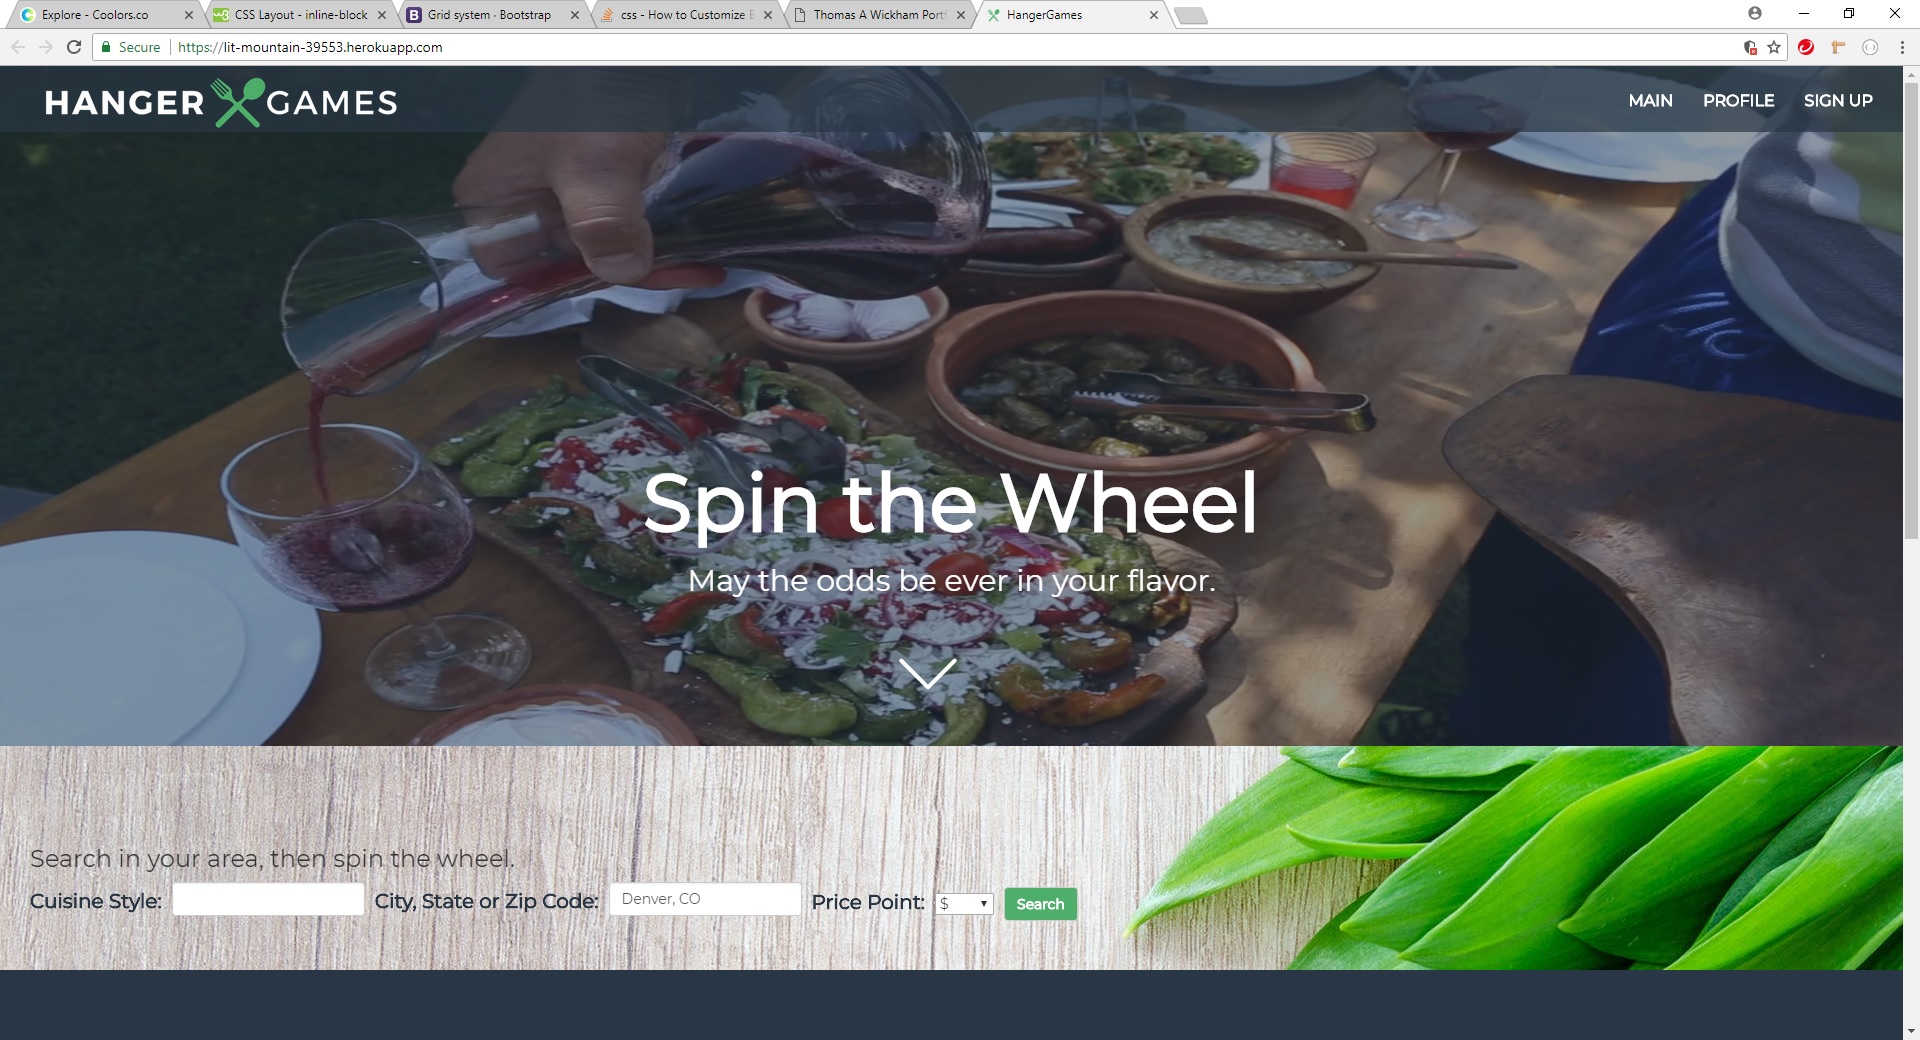 Explore - Coolors.co
CSS Layout - inline-block
Grid system · Bootstrap
css - How to Customize
Thomas A Wickham Port
HangerGames
Secure
https://lit-mountain-39553.herokuapp.com
HANGER GAMES
MAIN PROFILE SIGN UP
Spin the Wheel
May the odds be ever in your flavor.
Search in your area, then spin the wheel.
Cuisine Style: City, State or Zip Code: Denver, CO Price Point: $ Search